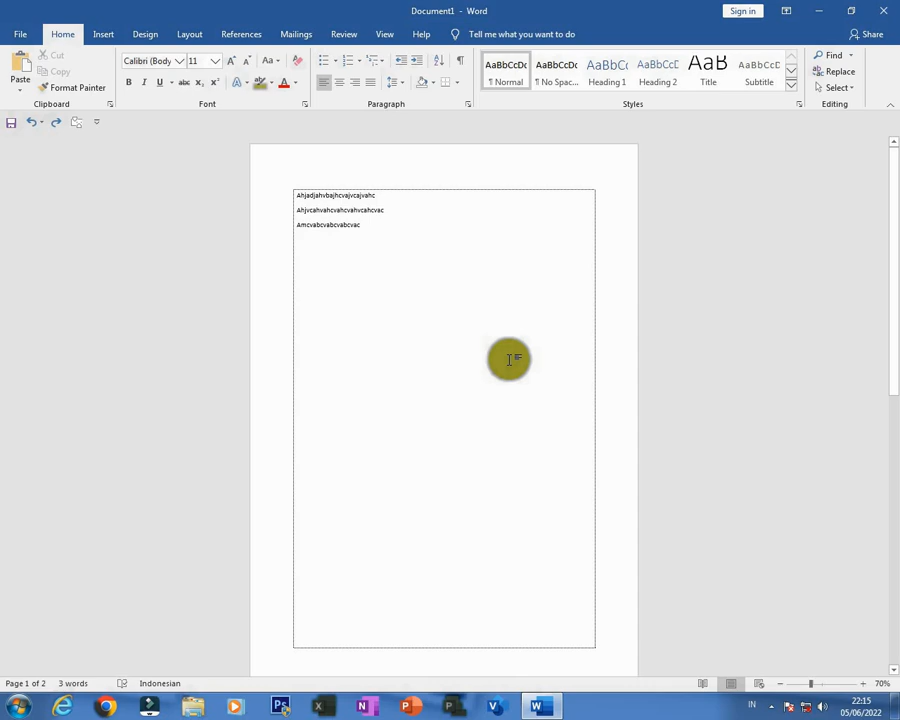 Document1 - Word
Sign in
File Home Insert Design Layout References Mailings Review View Help Tell me what you want to do Share
Paste
Cut
Copy
Format Painter
Clipboard
Calibri (Body 11
Font
Paragraph
AaBbCcDc AaBbCcDc AaBbCc AaBbCcD AaB AaBbCcD
¶ Normal ¶ No Spac... Heading 1 Heading 2 Title Subtitle
Styles
Find
Replace
Select
Editing
Ahjadjahvbajhcvajvcajvahc
Ahjvcahvahcvahcvahvcahcvac
Amcvabcvabcvabcvac
Page 1 of 2 3 words Indonesian 70%
IN
22:15
05/06/2022